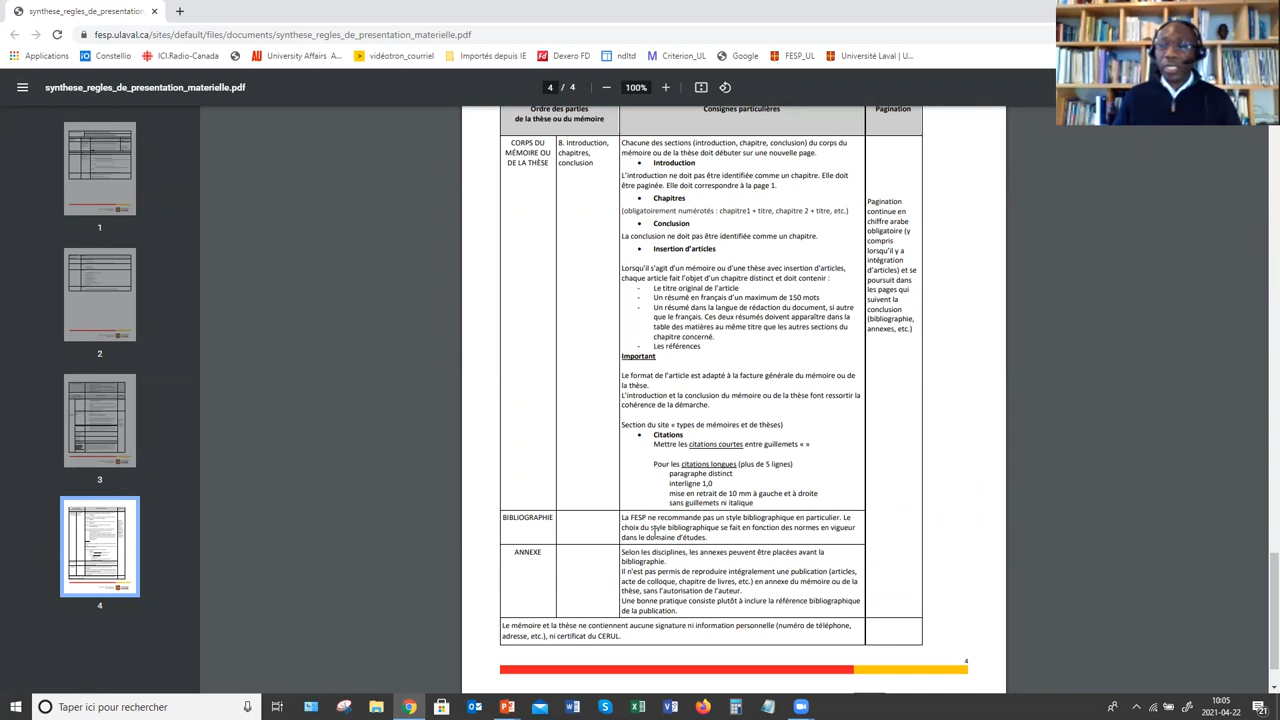 synthese_regles_de_presentation_
fesp.ulaval.ca/sites/default/files/documents/synthese_regles_de_presentation_materielle.pdf
Applications
Constellio
ICI.Radio-Canada
University Affairs A...
vidéotron_courriel
Importés depuis IE
Dexero FD
ndltd
Criterion_UL
Google
FESP_UL
Université Laval | U...
synthese_regles_de_presentation_materielle.pdf
4 / 4
100%
1
2
3
4
Ordre des parties
de la thèse ou du mémoire
Consignes particulières
Pagination
CORPS DU
MÉMOIRE OU
DE LA THÈSE
8. Introduction,
chapitres,
conclusion
Chacune des sections (introduction, chapitre, conclusion) du corps du
mémoire ou de la thèse doit débuter sur une nouvelle page.
• Introduction
L'introduction ne doit pas être identifiée comme un chapitre. Elle doit
être paginée. Elle doit correspondre à la page 1.
• Chapitres
(obligatoirement numérotés : chapitre1 + titre, chapitre 2 + titre, etc.)
• Conclusion
La conclusion ne doit pas être identifiée comme un chapitre.
• Insertion d'articles
Lorsqu'il s'agit d'un mémoire ou d'une thèse avec insertion d'articles,
chaque article fait l'objet d'un chapitre distinct et doit contenir :
- Le titre original de l'article
- Un résumé en français d'un maximum de 150 mots
- Un résumé dans la langue de rédaction du document, si autre
que le français. Ces deux résumés doivent apparaître dans la
table des matières au même titre que les autres sections du
chapitre concerné.
- Les références
Important
Le format de l'article est adapté à la facture générale du mémoire ou de
la thèse.
L'introduction et la conclusion du mémoire ou de la thèse font ressortir la
cohérence de la démarche.
Section du site « types de mémoires et de thèses)
• Citations
Mettre les citations courtes entre guillemets « »
Pour les citations longues (plus de 5 lignes)
paragraphe distinct
interligne 1,0
mise en retrait de 10 mm à gauche et à droite
sans guillemets ni italique
Pagination
continue en
chiffre arabe
obligatoire (y
compris
lorsqu'il y a
intégration
d'articles) et se
poursuit dans
les pages qui
suivent la
conclusion
(bibliographie,
annexes, etc.)
BIBLIOGRAPHIE
La FESP ne recommande pas un style bibliographique en particulier. Le
choix du style bibliographique se fait en fonction des normes en vigueur
dans le domaine d'études.
ANNEXE
Selon les disciplines, les annexes peuvent être placées avant la
bibliographie.
Il n'est pas permis de reproduire intégralement une publication (articles,
acte de colloque, chapitre de livres, etc.) en annexe du mémoire ou de la
thèse, sans l'autorisation de l'auteur.
Une bonne pratique consiste plutôt à inclure la référence bibliographique
de la publication.
Le mémoire et la thèse ne contiennent aucune signature ni information personnelle (numéro de téléphone,
adresse, etc.), ni certificat du CERUL.
4
Taper ici pour rechercher
10:05
2021-04-22